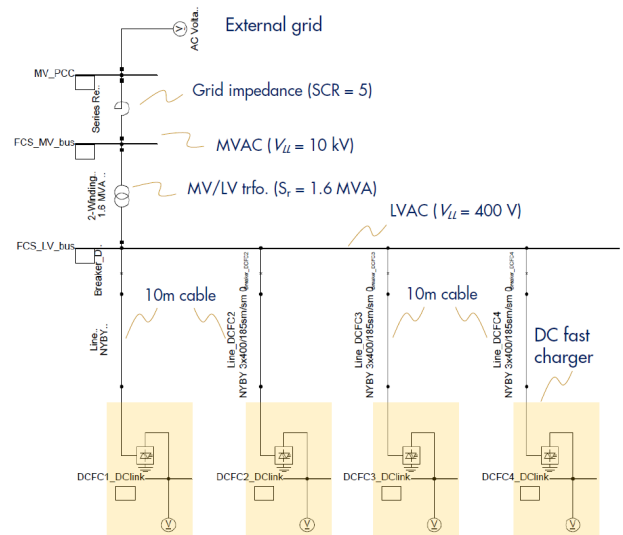 AC Volta..
External grid
MV_PCC
Series Re..
Grid impedance (SCR = 5)
FCS_MV_bus
MVAC (VLL = 10 kV)
2-Winding..
1.6 MVA ..
MV/LV trfo. (Sr = 1.6 MVA)
LVAC (VLL = 400 V)
FCS_LV_bus
Breaker_D..
Breaker_DCFC2
Breaker_DCFC3
Breaker_DCFC4
10m cable
10m cable
Line..
NYBY..
Line_DCFC2
NYBY 3x400/185sm/sm 0..
Line_DCFC3
NYBY 3x400/185sm/sm 0..
Line_DCFC4
NYBY 3x400/185sm/sm 0..
DC fast
charger
DCFC1_DClink
DCFC2_DClink
DCFC3_DClink
DCFC4_DClink